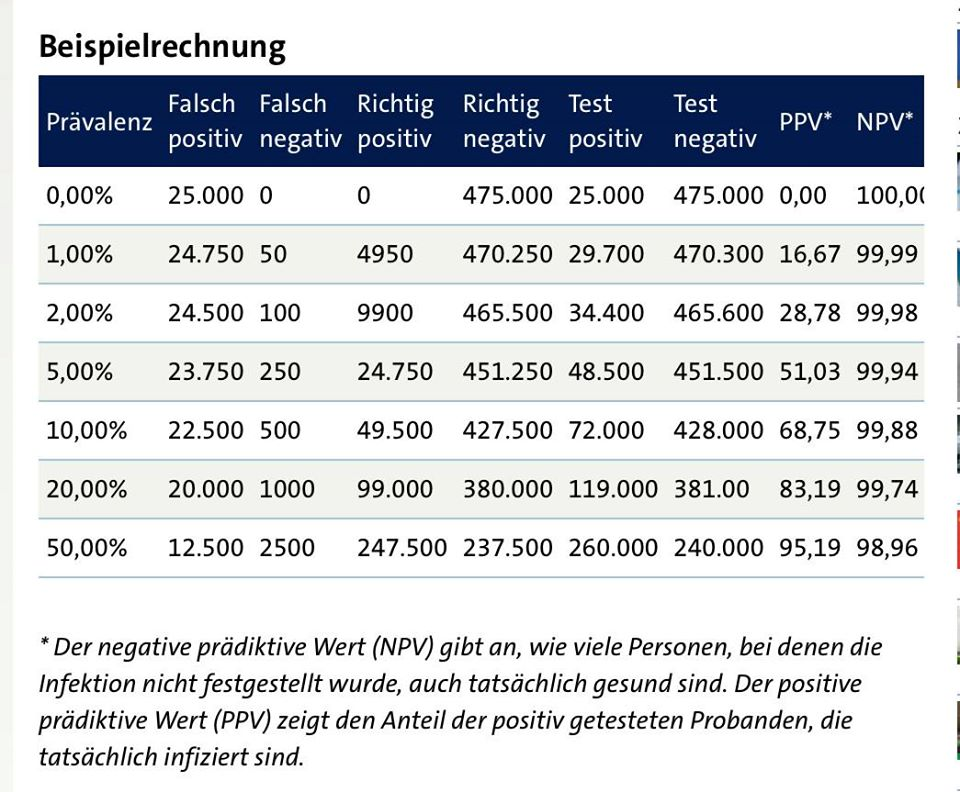 Beispielrechnung
Prävalenz Falsch positiv Falsch negativ Richtig positiv Richtig negativ Test positiv Test negativ PPV* NPV*
0,00% 25.000 0 0 475.000 25.000 475.000 0,00 100,00
1,00% 24.750 50 4950 470.250 29.700 470.300 16,67 99,99
2,00% 24.500 100 9900 465.500 34.400 465.600 28,78 99,98
5,00% 23.750 250 24.750 451.250 48.500 451.500 51,03 99,94
10,00% 22.500 500 49.500 427.500 72.000 428.000 68,75 99,88
20,00% 20.000 1000 99.000 380.000 119.000 381.00 83,19 99,74
50,00% 12.500 2500 247.500 237.500 260.000 240.000 95,19 98,96
* Der negative prädiktive Wert (NPV) gibt an, wie viele Personen, bei denen die
Infektion nicht festgestellt wurde, auch tatsächlich gesund sind. Der positive
prädiktive Wert (PPV) zeigt den Anteil der positiv getesteten Probanden, die
tatsächlich infiziert sind.